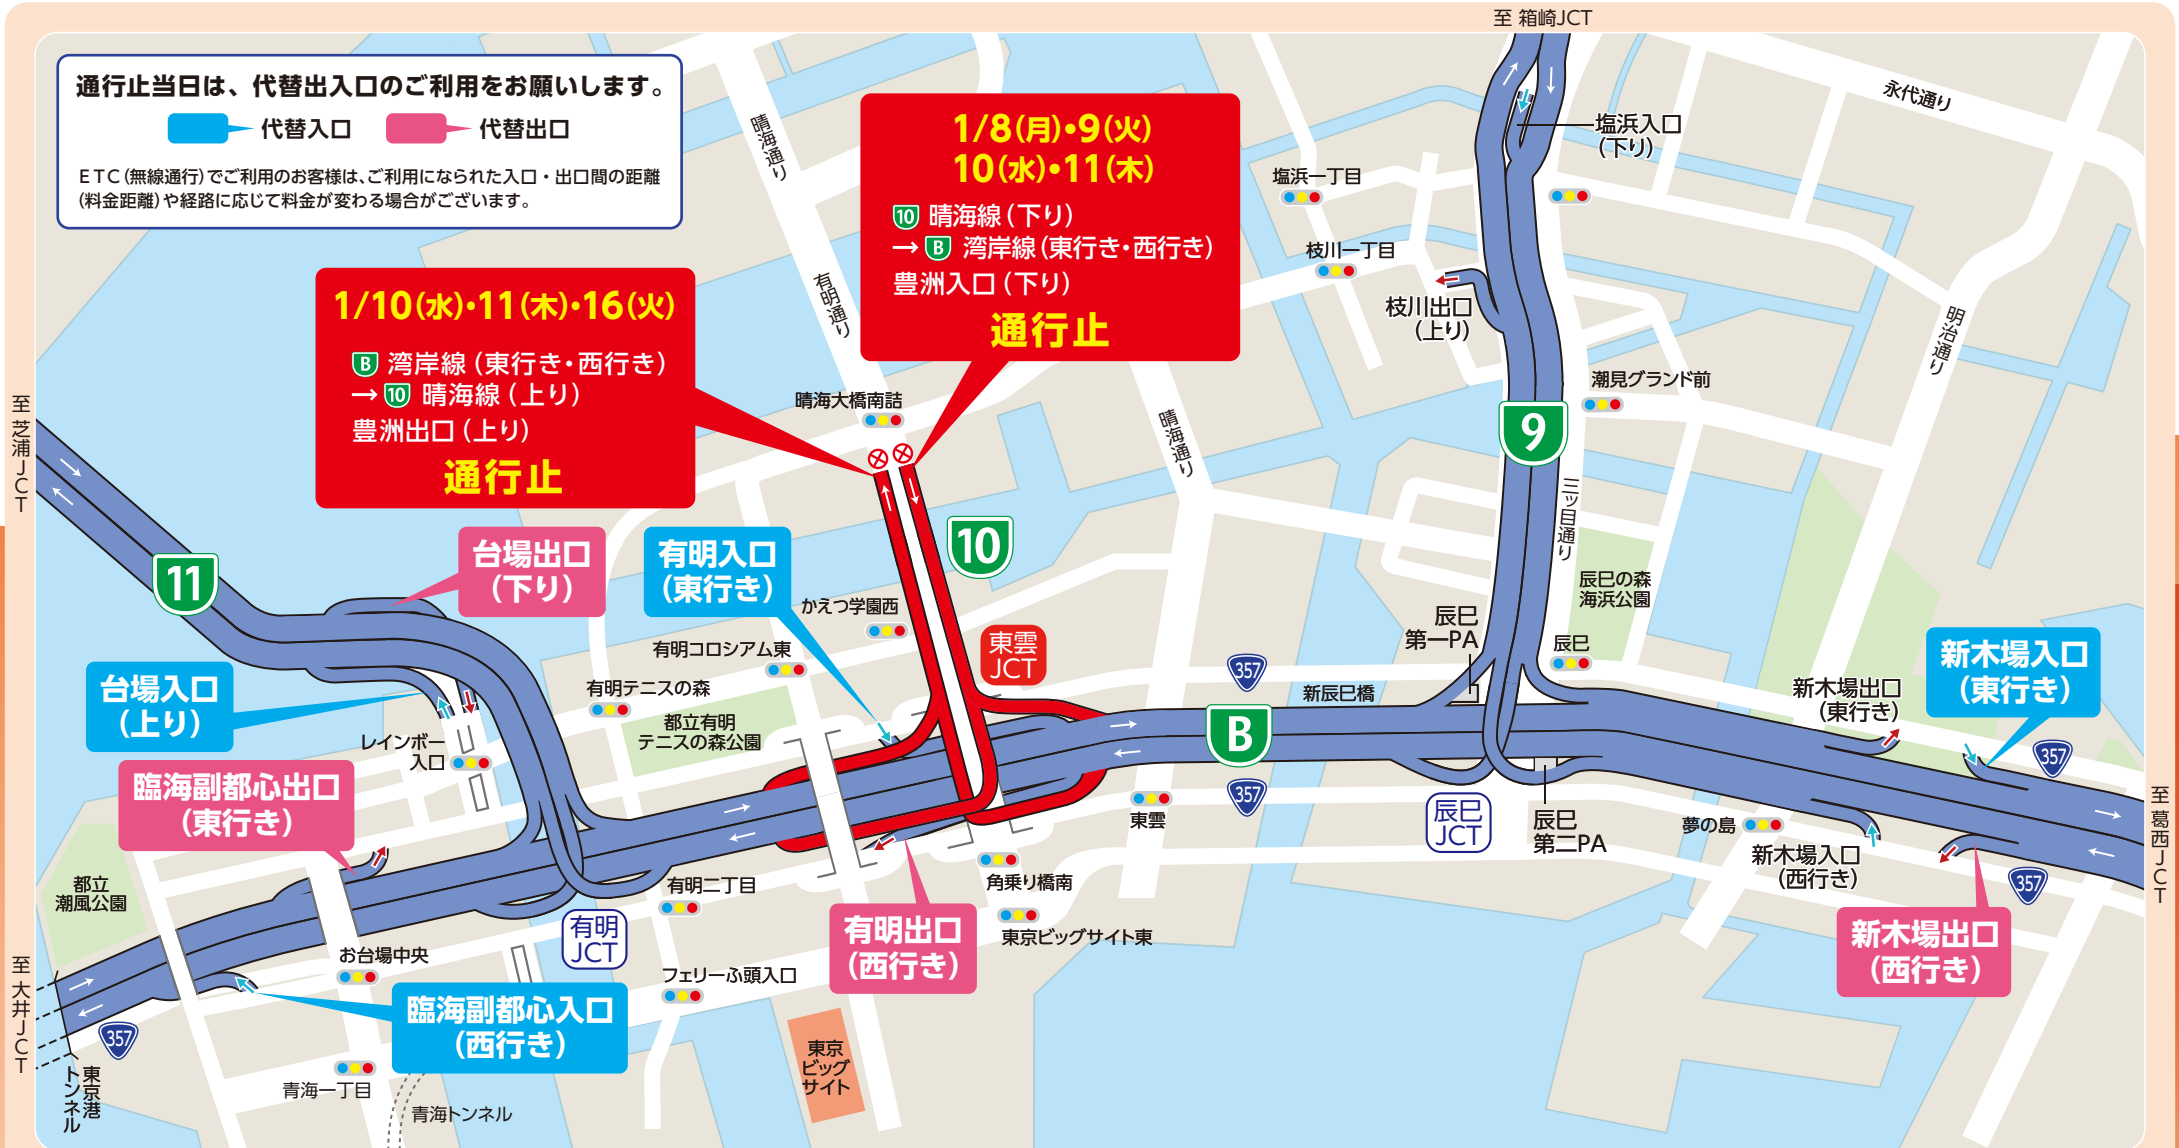 至 箱崎JCT
通行止当日は、代替出入口のご利用をお願いします。
代替入口
代替出口
ETC(無線通行)でご利用のお客様は、ご利用になられた入口・出口間の距離
(料金距離)や経路に応じて料金が変わる場合がございます。
1/8(月)・9(火)
10(水)・11(木)
10 晴海線(下り)
→ B 湾岸線(東行き・西行き)
豊洲入口(下り)
通行止
1/10(水)・11(木)・16(火)
B 湾岸線(東行き・西行き)
→ 10 晴海線(上り)
豊洲出口(上り)
通行止
晴海通り
有明通り
永代通り
塩浜入口
(下り)
塩浜一丁目
枝川一丁目
枝川出口
(上り)
明治通り
潮見グランド前
晴海大橋南詰
晴海通り
9
三ッ目通り
至 芝浦JCT
11
10
台場出口
(下り)
有明入口
(東行き)
かえつ学園西
有明コロシアム東
有明テニスの森
都立有明
テニスの森公園
東雲
JCT
辰巳の森
海浜公園
辰巳
第一PA
辰巳
357
新辰巳橋
B
357
新木場出口
(東行き)
新木場入口
(東行き)
357
台場入口
(上り)
レインボー
入口
臨海副都心出口
(東行き)
東雲
辰巳
JCT
辰巳
第二PA
夢の島
新木場入口
(西行き)
357
至 葛西JCT
新木場出口
(西行き)
都立
潮風公園
有明二丁目
角乗り橋南
有明出口
(西行き)
東京ビッグサイト東
有明
JCT
お台場中央
フェリーふ頭入口
臨海副都心入口
(西行き)
至 大井JCT
357
東京港
トンネル
青海一丁目
青海トンネル
東京
ビッグ
サイト